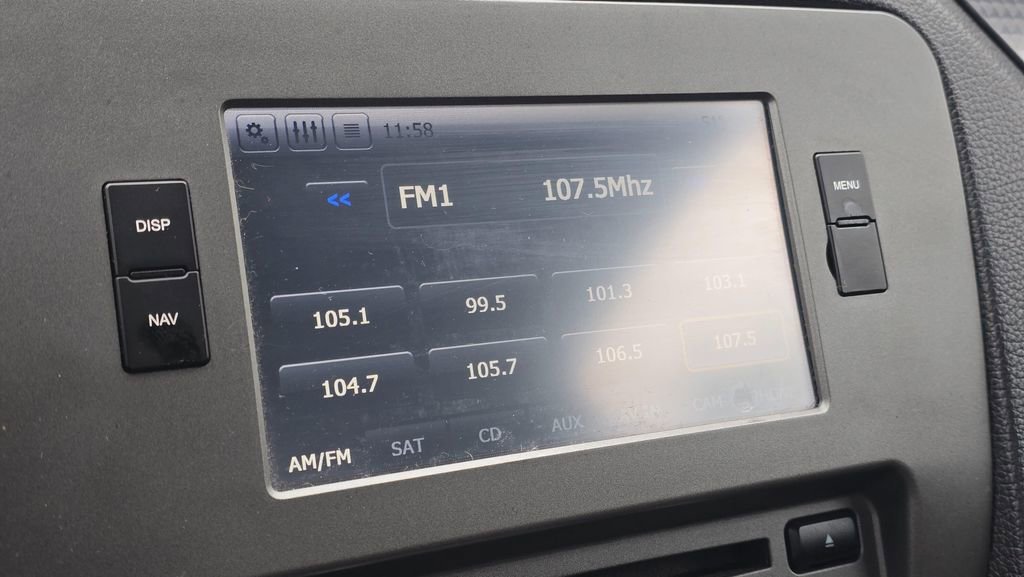 11:58
<<
FM1 107.5Mhz
DISP
NAV
MENU
105.1 99.5 101.3 103.1
104.7 105.7 106.5 107.5
AM/FM SAT CD AUX CAM